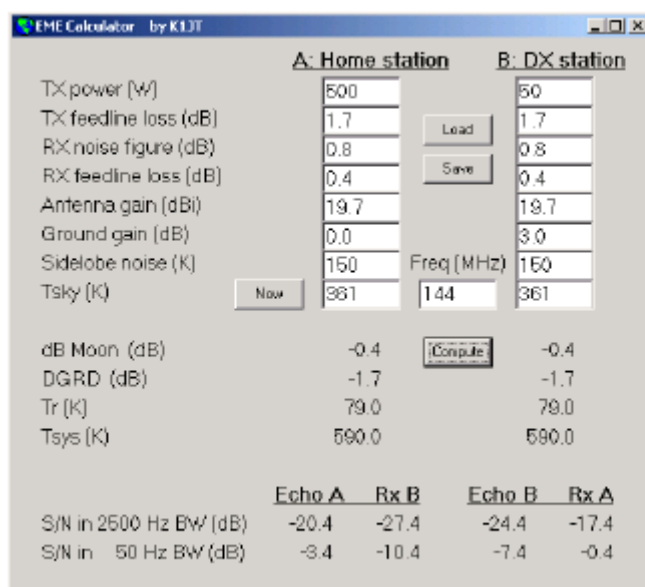 EME Calculator by K1JT
A: Home station B: DX station
TX power (W) 500 50
TX feedline loss (dB) 1.7 Load 1.7
RX noise figure (dB) 0.8 0.8
RX feedline loss (dB) 0.4 Save 0.4
Antenna gain (dBi) 19.7 19.7
Ground gain (dB) 0.0 3.0
Sidelobe noise (K) 150 Freq (MHz) 150
Tsky (K) Now 361 144 361
dB Moon (dB) -0.4 Compute -0.4
DGRD (dB) -1.7 -1.7
Tr (K) 79.0 79.0
Tsys (K) 590.0 590.0
Echo A Rx B Echo B Rx A
S/N in 2500 Hz BW (dB) -20.4 -27.4 -24.4 -17.4
S/N in 50 Hz BW (dB) -3.4 -10.4 -7.4 -0.4